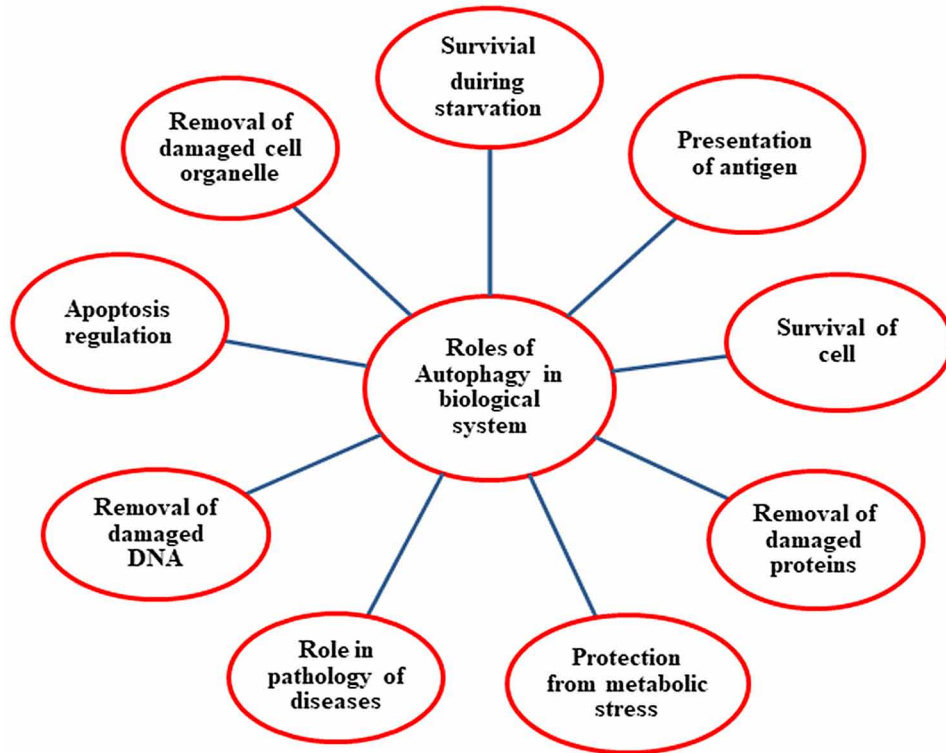 Survivial
duiring
starvation
Presentation
of antigen
Survival of
cell
Removal of
damaged
proteins
Protection
from metabolic
stress
Role in
pathology of
diseases
Removal of
damaged
DNA
Apoptosis
regulation
Removal of
damaged cell
organelle
Roles of
Autophagy in
biological
system